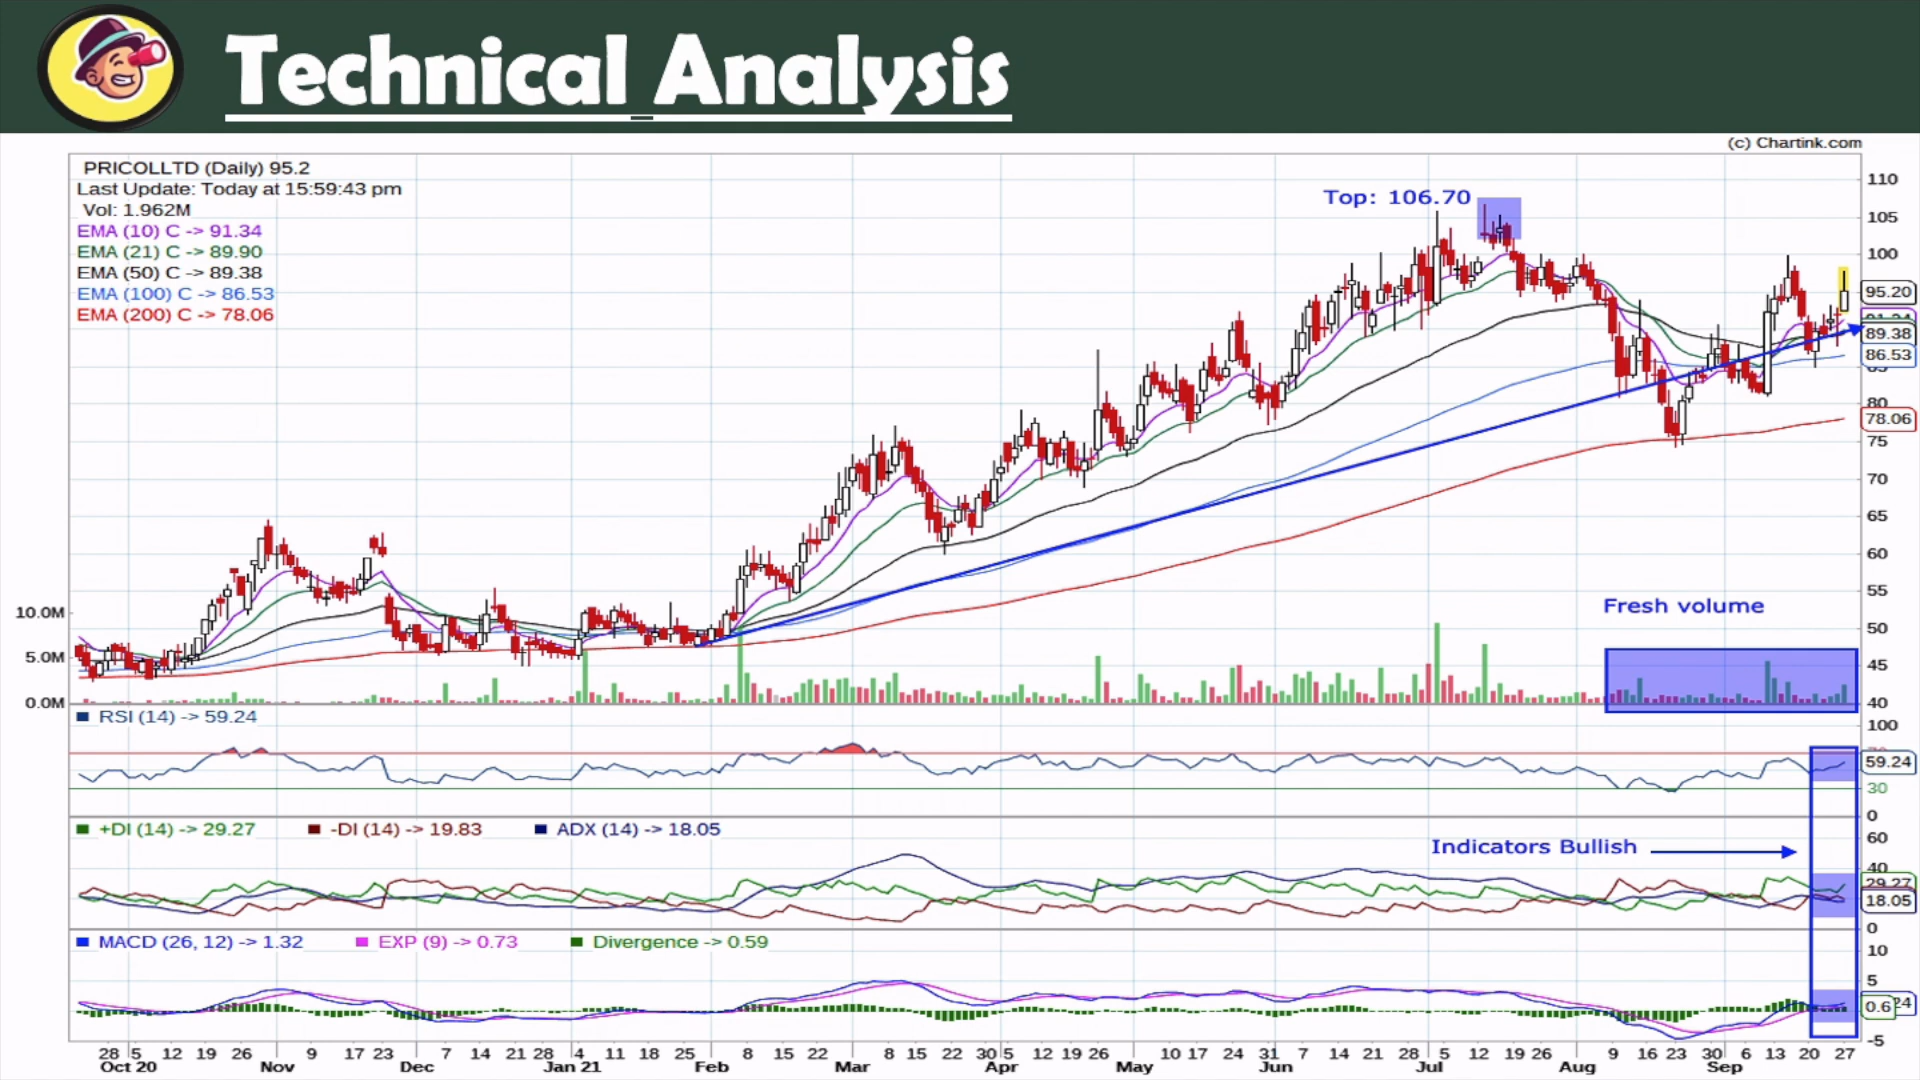 Technical Analysis
(c) Chartink.com
PRICOLLTD (Daily) 95.2
Last Update: Today at 15:59:43 pm
Vol: 1.962M
EMA (10) C -> 91.34
EMA (21) C -> 89.90
EMA (50) C -> 89.38
EMA (100) C -> 86.53
EMA (200) C -> 78.06
Top: 106.70
110
105
100
95.20
89.38
86.53
80
78.06
75
70
65
60
55
50
45
40
10.0M
5.0M
0.0M
Fresh volume
RSI (14) -> 59.24
100
59.24
30
0
+DI (14) -> 29.27 -DI (14) -> 19.83 ADX (14) -> 18.05
Indicators Bullish
60
40
29.27
18.05
0
MACD (26, 12) -> 1.32 EXP (9) -> 0.73 Divergence -> 0.59
10
5
0.6
-5
28 5 12 19 26 9 17 23 7 14 21 28 4 11 18 25 8 15 22 8 15 22 30 5 12 19 26 10 17 24 31 7 14 21 28 5 12 19 26 9 16 23 30 6 13 20 27
Oct 20 Nov Dec Jan 21 Feb Mar Apr May Jun Jul Aug Sep